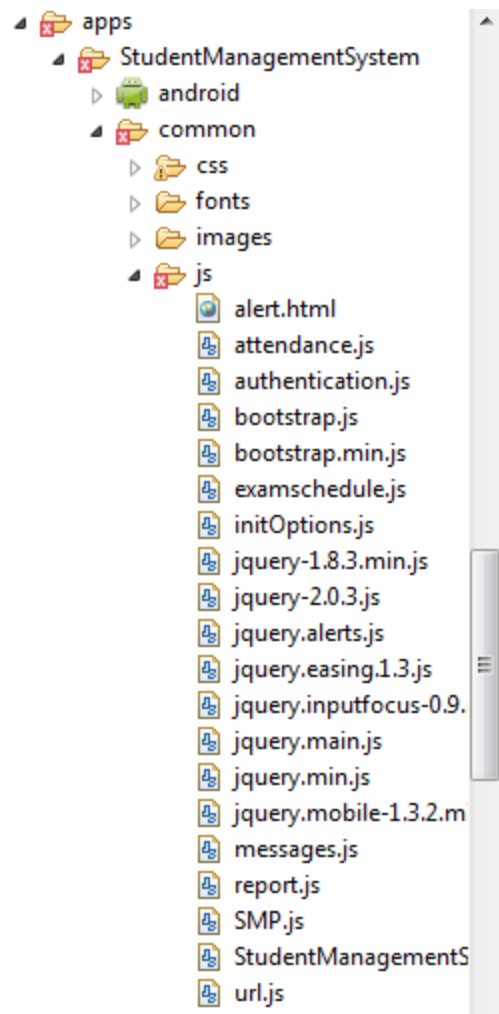 apps
StudentManagementSystem
android
common
css
fonts
images
js
alert.html
attendance.js
authentication.js
bootstrap.js
bootstrap.min.js
examschedule.js
initOptions.js
jquery-1.8.3.min.js
jquery-2.0.3.js
jquery.alerts.js
jquery.easing.1.3.js
jquery.inputfocus-0.9.
jquery.main.js
jquery.min.js
jquery.mobile-1.3.2.m
messages.js
report.js
SMP.js
StudentManagementS
url.js